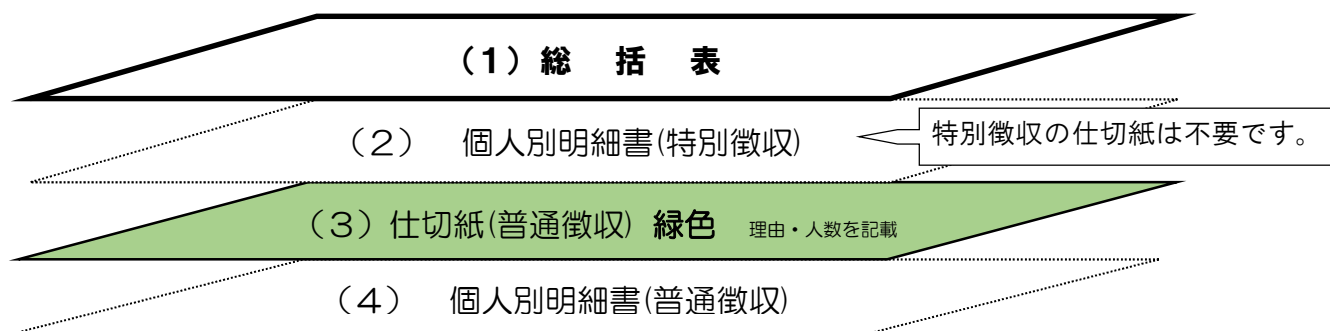 （１）総　括　表
（２）　個人別明細書(特別徴収)
特別徴収の仕切紙は不要です。
（３）仕切紙(普通徴収) 緑色　理由・人数を記載
（４）　個人別明細書(普通徴収)